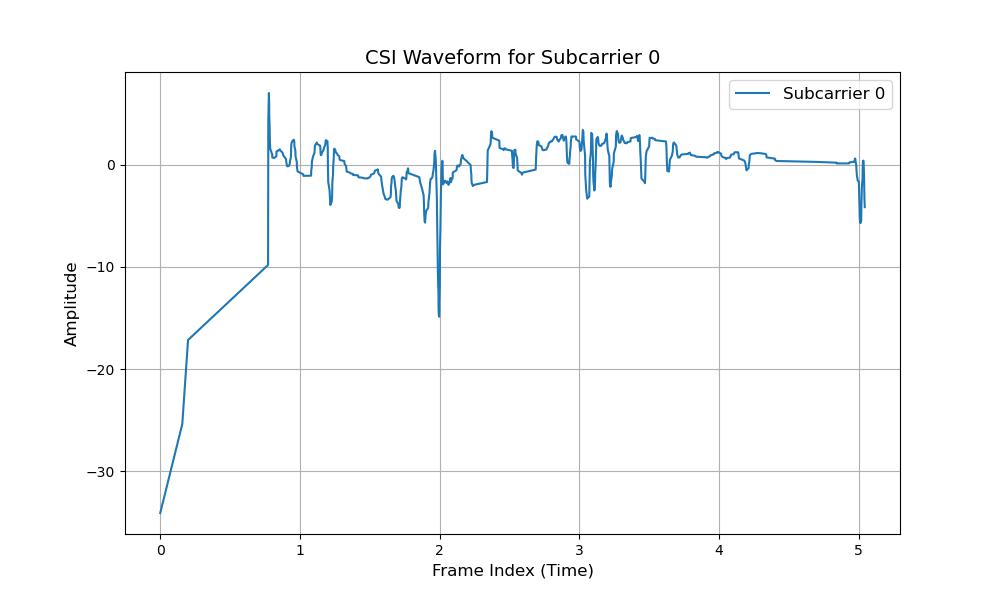 CSI Waveform for Subcarrier 0
Subcarrier 0
Amplitude
0
−10
−20
−30
0 1 2 3 4 5
Frame Index (Time)